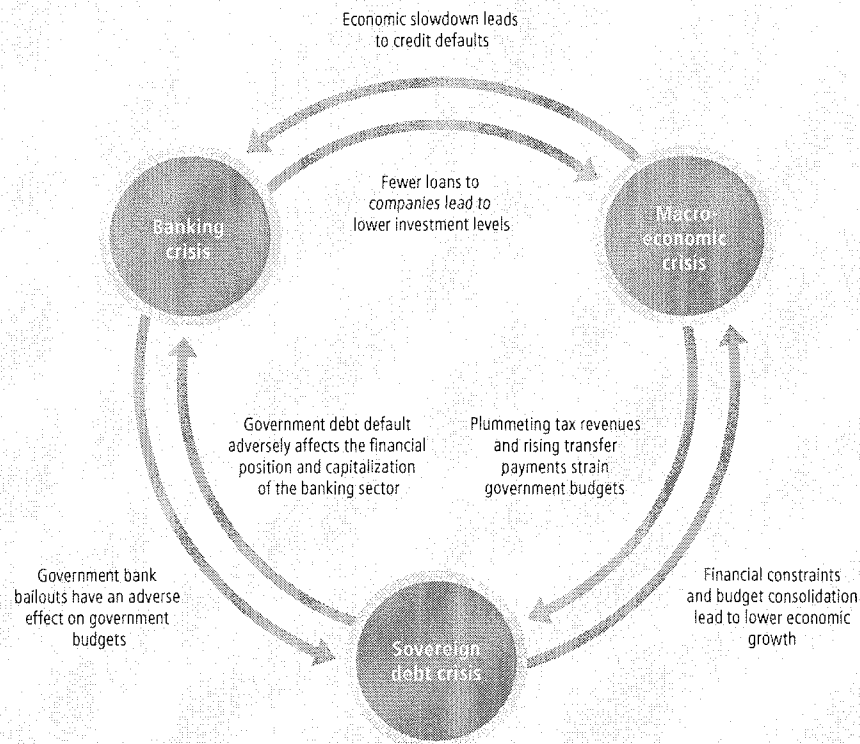 Economic slowdown leads
to credit defaults
Fewer loans to
companies lead to
lower investment levels
Banking
crisis
Macro-
economic
crisis
Government debt default
adversely affects the financial
position and capitalization
of the banking sector
Plummeting tax revenues
and rising transfer
payments strain
government budgets
Government bank
bailouts have an adverse
effect on government
budgets
Financial constraints
and budget consolidation
lead to lower economic
growth
Sovereign
debt crisis